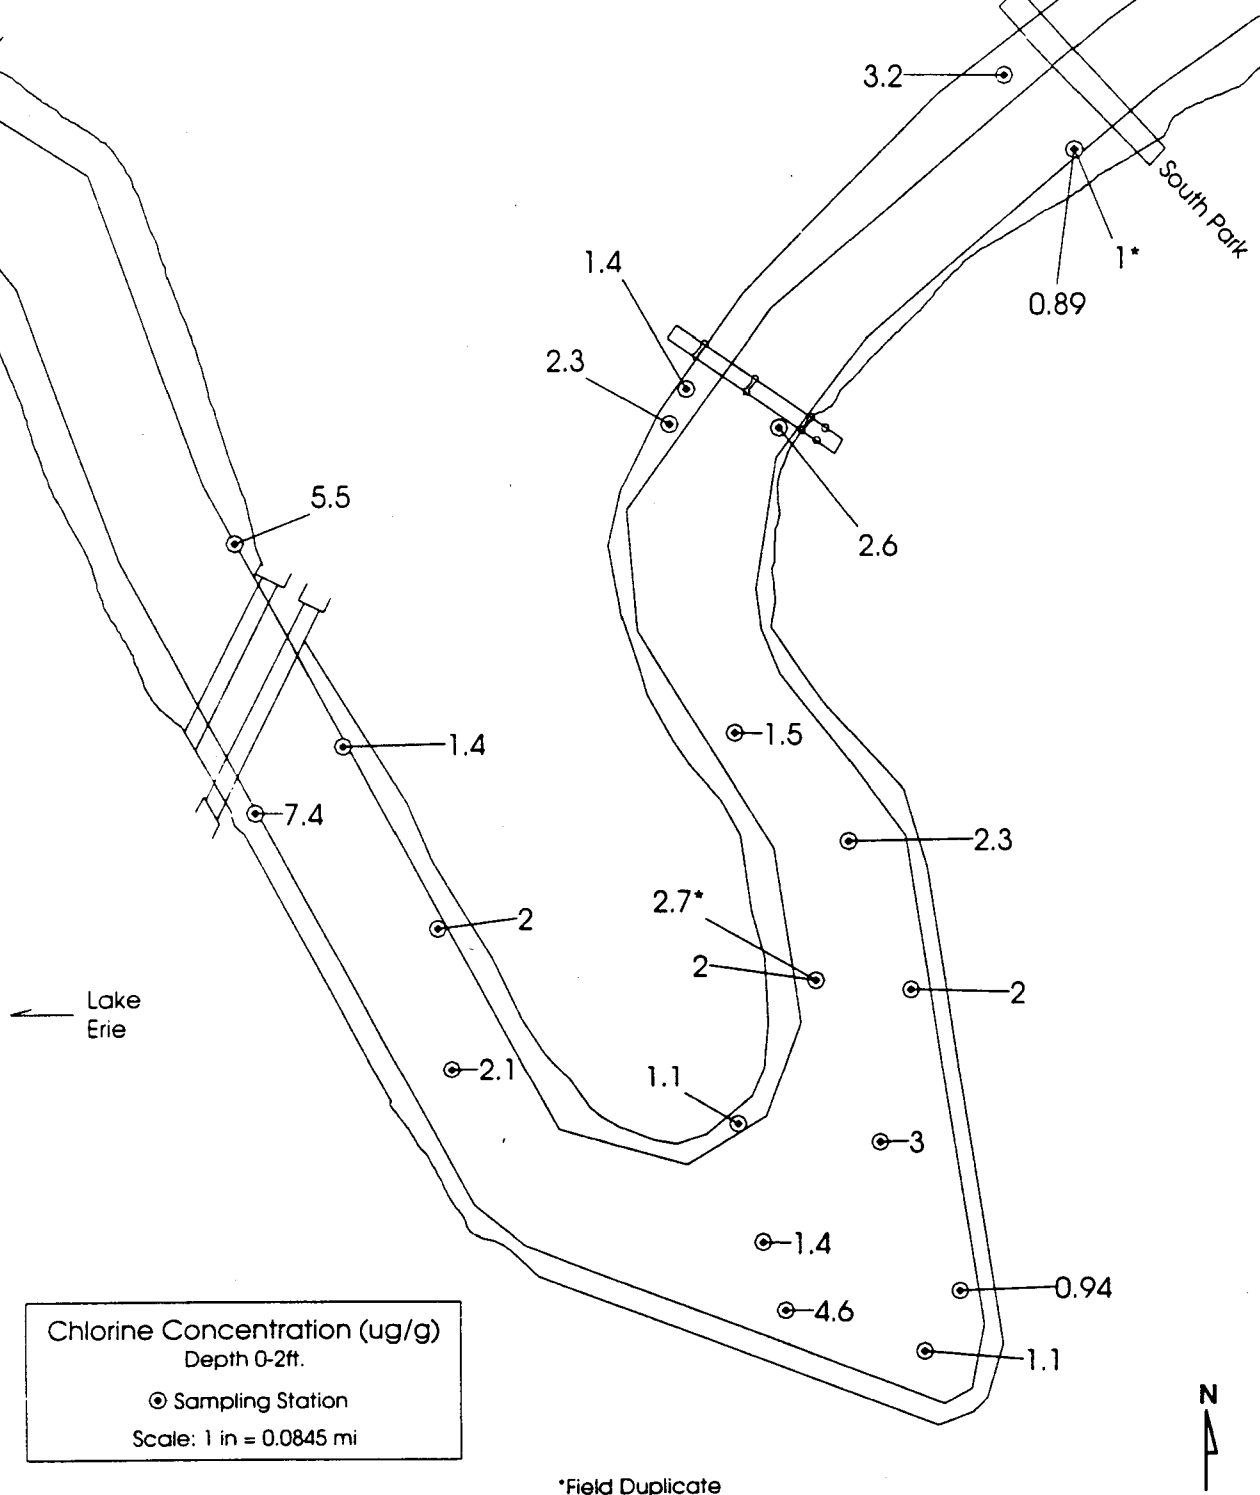 3.2
South Park
1*
0.89
1.4
2.3
5.5
2.6
1.5
1.4
7.4
2.3
2.7*
2
2
2
Lake
Erie
2.1
1.1
3
1.4
0.94
4.6
1.1
Chlorine Concentration (ug/g)
Depth 0-2ft.
Sampling Station
Scale: 1 in = 0.0845 mi
N
*Field Duplicate